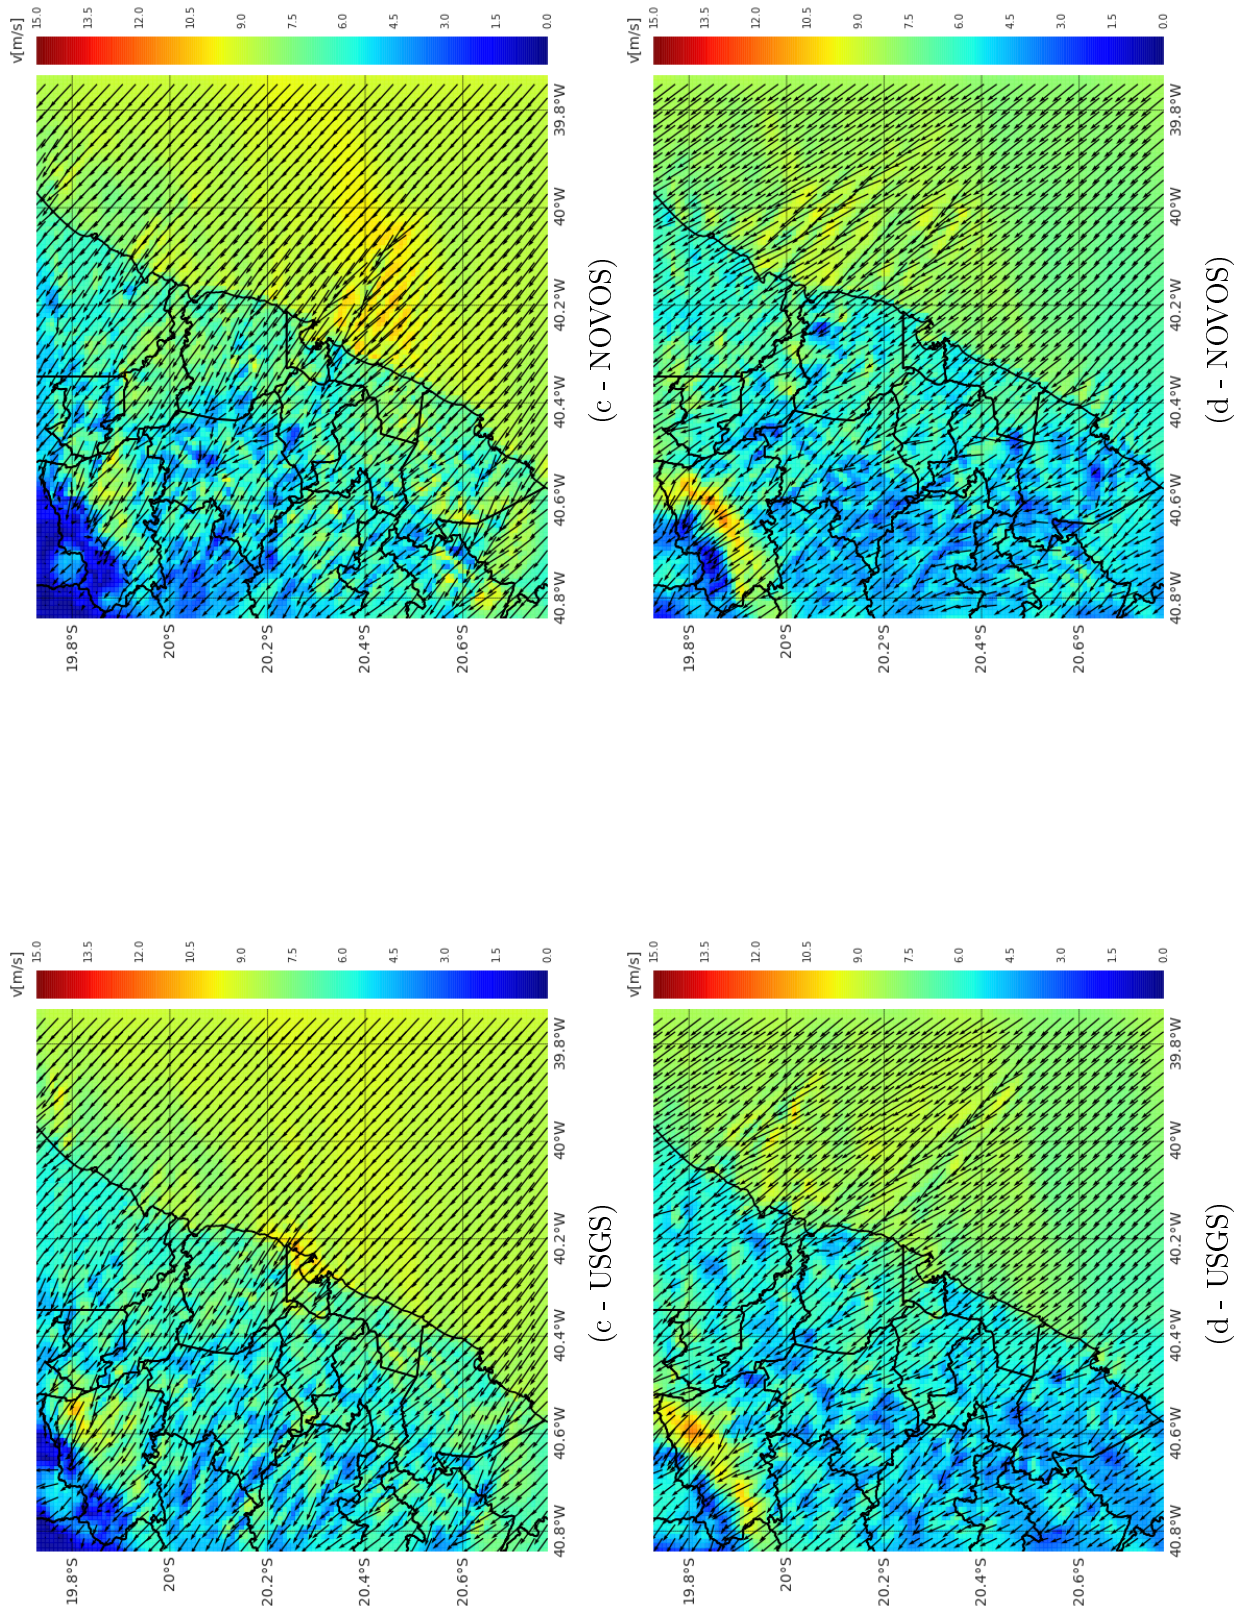 v[m/s]
15.0
13.5
12.0
10.5
9.0
7.5
6.0
4.5
3.0
1.5
0.0
19.8°S
20°S
20.2°S
20.4°S
20.6°S
40.8°W
40.6°W
40.4°W
40.2°W
40°W
39.8°W
(c - NOVOS)
v[m/s]
15.0
13.5
12.0
10.5
9.0
7.5
6.0
4.5
3.0
1.5
0.0
19.8°S
20°S
20.2°S
20.4°S
20.6°S
40.8°W
40.6°W
40.4°W
40.2°W
40°W
39.8°W
(d - NOVOS)
v[m/s]
15.0
13.5
12.0
10.5
9.0
7.5
6.0
4.5
3.0
1.5
0.0
19.8°S
20°S
20.2°S
20.4°S
20.6°S
40.8°W
40.6°W
40.4°W
40.2°W
40°W
39.8°W
(c - USGS)
v[m/s]
15.0
13.5
12.0
10.5
9.0
7.5
6.0
4.5
3.0
1.5
0.0
19.8°S
20°S
20.2°S
20.4°S
20.6°S
40.8°W
40.6°W
40.4°W
40.2°W
40°W
39.8°W
(d - USGS)